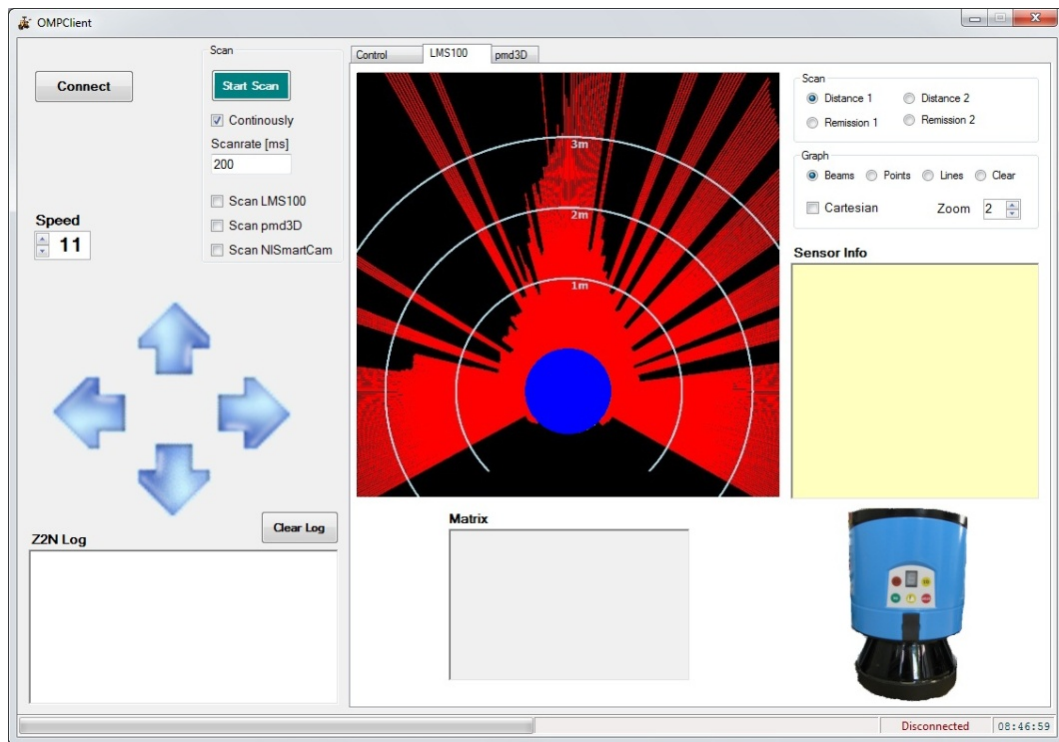 OMPClient
Connect
Scan
Start Scan
Continously
Scanrate [ms]
200
Scan LMS100
Scan pmd3D
Scan NISmartCam
Speed
11
Clear Log
Z2N Log
Control
LMS100
pmd3D
3m
2m
1m
Scan
Distance 1
Distance 2
Remission 1
Remission 2
Graph
Beams
Points
Lines
Clear
Cartesian
Zoom
2
Sensor Info
Matrix
Disconnected
08:46:59